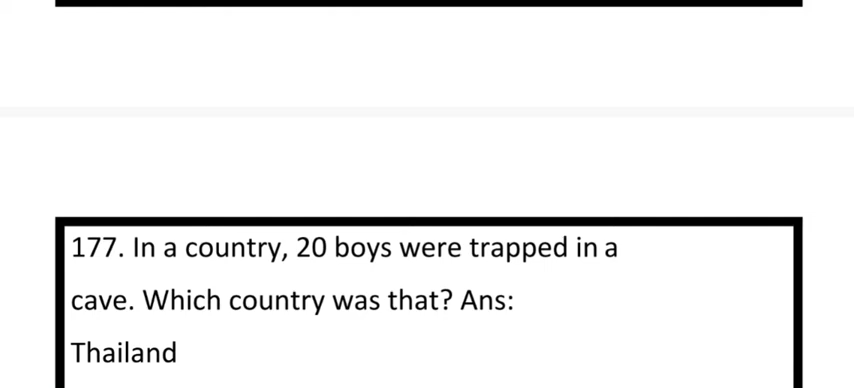 177. In a country, 20 boys were trapped in a
cave. Which country was that? Ans:
Thailand